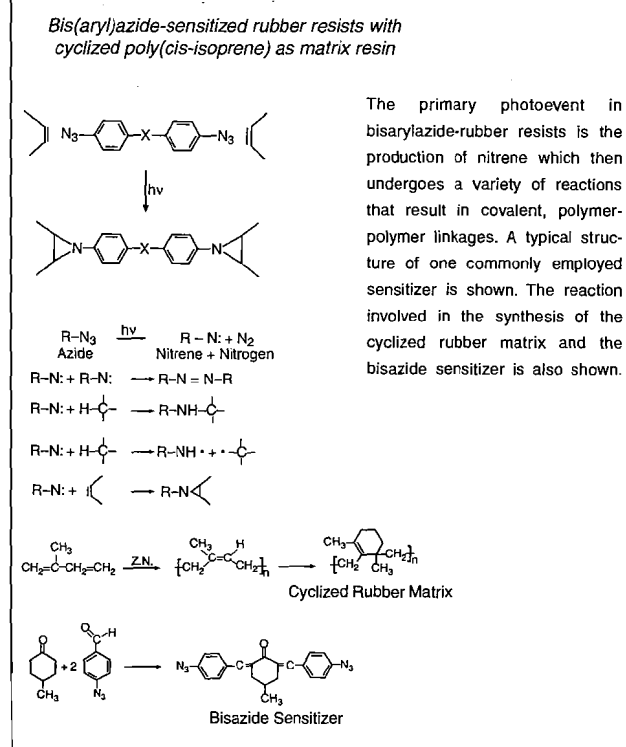 Bis(aryl)azide-sensitized rubber resists with
cyclized poly(cis-isoprene) as matrix resin
N₃ X N₃
hν
N X N
The primary photoevent in
bisarylazide-rubber resists is the
production of nitrene which then
undergoes a variety of reactions
that result in covalent, polymer-
polymer linkages. A typical struc-
ture of one commonly employed
sensitizer is shown. The reaction
involved in the synthesis of the
cyclized rubber matrix and the
bisazide sensitizer is also shown.
R–N₃ hν R – N: + N₂
Azide Nitrene + Nitrogen
R–N: + R–N: R–N = N–R
R–N: + H–C– R–NH–C–
R–N: + H–C– R–NH · + · –C–
R–N: + R–N
CH₃ CH₃ H CH₃
CH₂=C–CH₂=CH₂ Z.N. [CH₂ C=C CH₂]n [CH₂ CH₃ CH₂]n
Cyclized Rubber Matrix
O + 2 O H N₃ C O C N₃
CH₃ N₃ CH₃
Bisazide Sensitizer